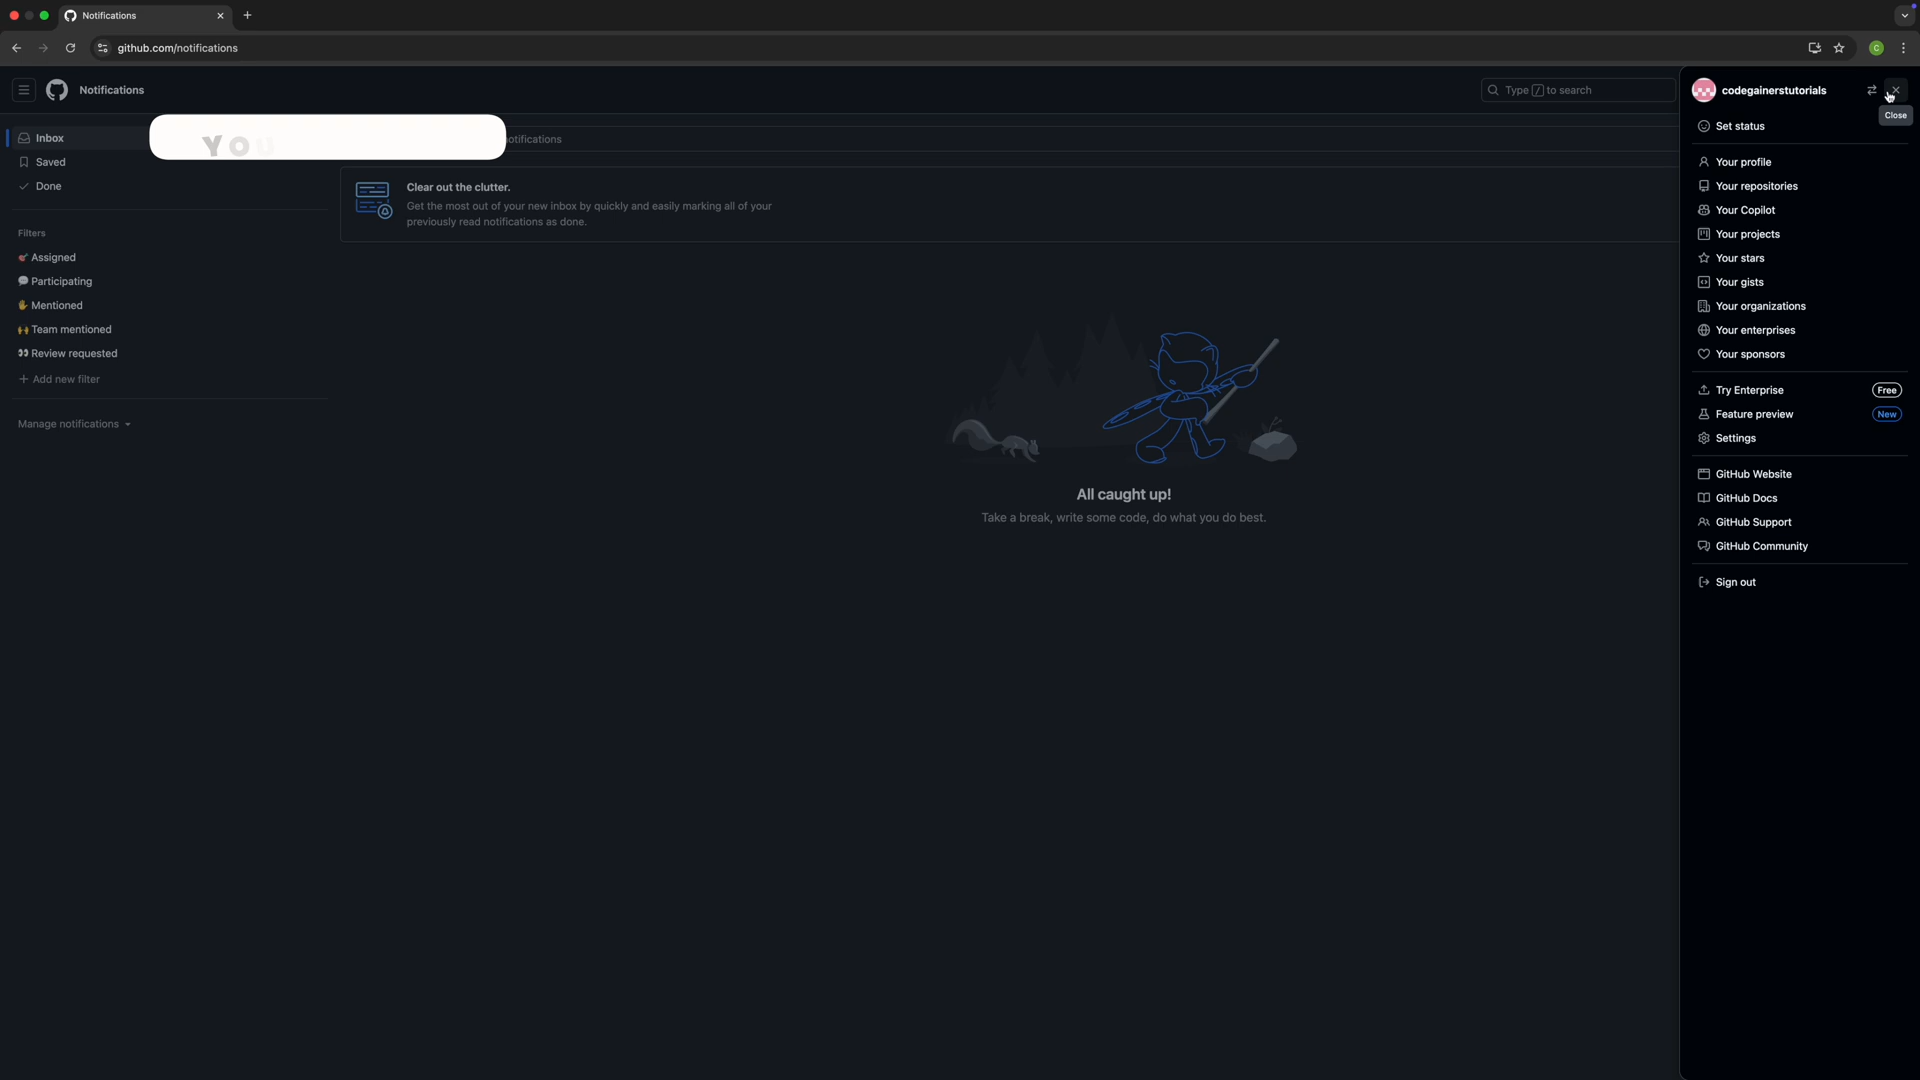 Notifications
github.com/notifications
C
Notifications
Type / to search
codegainerstutorials
Close
Inbox
Saved
Done
Filters
Assigned
Participating
Mentioned
Team mentioned
Review requested
Add new filter
Manage notifications
YOU
otifications
Clear out the clutter.
Get the most out of your new inbox by quickly and easily marking all of your
previously read notifications as done.
All caught up!
Take a break, write some code, do what you do best.
Set status
Your profile
Your repositories
Your Copilot
Your projects
Your stars
Your gists
Your organizations
Your enterprises
Your sponsors
Try Enterprise Free
Feature preview New
Settings
GitHub Website
GitHub Docs
GitHub Support
GitHub Community
Sign out